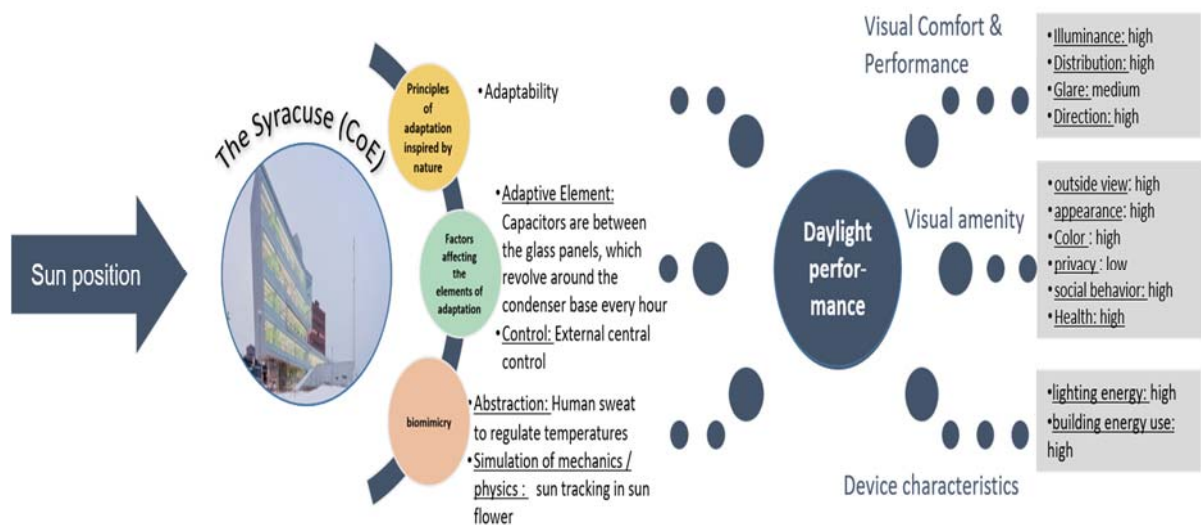 Sun position
The Syracuse (CoE)
Principles
of
adaptation
inspired by
nature
•Adaptability
Factors
affecting
the
elements of
adaptation
•Adaptive Element:
Capacitors are between
the glass panels, which
revolve around the
condenser base every hour
•Control: External central
control
biomimicry
•Abstraction: Human sweat
to regulate temperatures
•Simulation of mechanics /
physics : sun tracking in sun
flower
Daylight
perfor-
mance
Visual Comfort &
Performance
•Illuminance: high
•Distribution: high
•Glare: medium
•Direction: high
Visual amenity
•outside view: high
•appearance: high
•Color : high
•privacy : low
•social behavior: high
•Health: high
Device characteristics
•lighting energy: high
•building energy use:
high